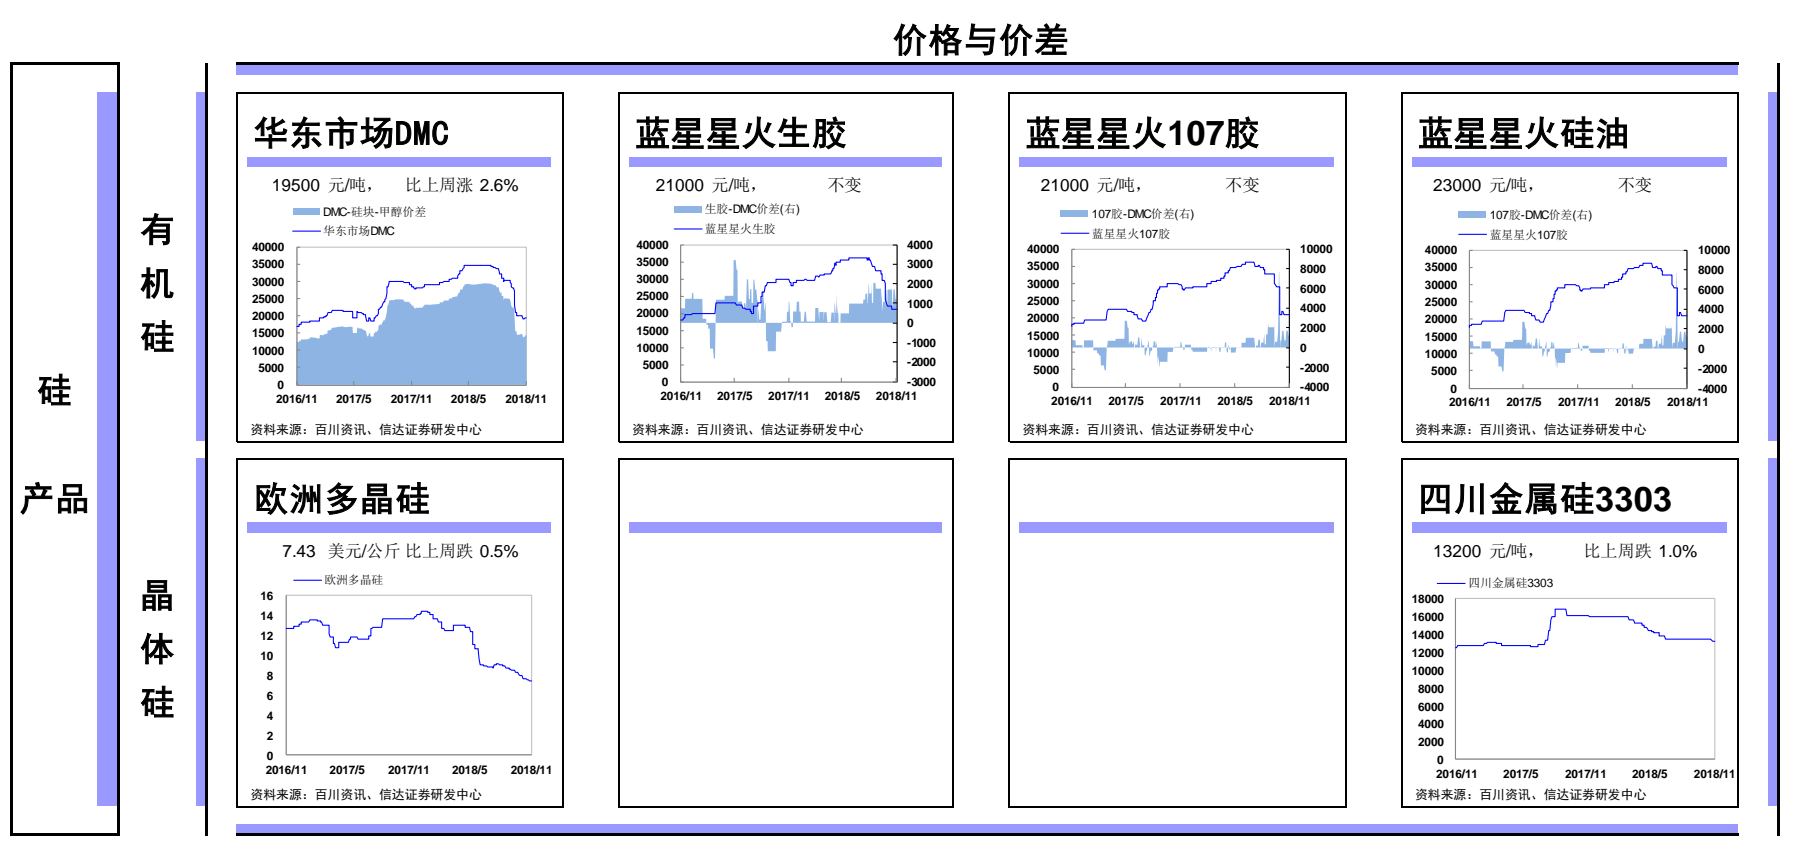 价格与价差
硅
产品
有
机
硅
华东市场DMC
19500 元/吨， 比上周涨 2.6%
DMC-硅块-甲醇价差
华东市场DMC
40000
35000
30000
25000
20000
15000
10000
5000
0
2016/11 2017/5 2017/11 2018/5 2018/11
资料来源：百川资讯、信达证券研发中心
蓝星星火生胶
21000 元/吨， 不变
生胶-DMC价差(右)
蓝星星火生胶
40000 4000
35000 3000
30000 2000
25000 1000
20000 0
15000 -1000
10000 -2000
5000 -3000
0
2016/11 2017/5 2017/11 2018/5 2018/11
资料来源：百川资讯、信达证券研发中心
蓝星星火107胶
21000 元/吨， 不变
107胶-DMC价差(右)
蓝星星火107胶
40000 10000
35000 8000
30000 6000
25000 4000
20000 2000
15000 0
10000 -2000
5000 -4000
0
2016/11 2017/5 2017/11 2018/5 2018/11
资料来源：百川资讯、信达证券研发中心
蓝星星火硅油
23000 元/吨， 不变
107胶-DMC价差(右)
蓝星星火107胶
40000 10000
35000 8000
30000 6000
25000 4000
20000 2000
15000 0
10000 -2000
5000 -4000
0
2016/11 2017/5 2017/11 2018/5 2018/11
资料来源：百川资讯、信达证券研发中心
晶
体
硅
欧洲多晶硅
7.43 美元/公斤 比上周跌 0.5%
欧洲多晶硅
16
14
12
10
8
6
4
2
0
2016/11 2017/5 2017/11 2018/5 2018/11
资料来源：百川资讯、信达证券研发中心
四川金属硅3303
13200 元/吨， 比上周跌 1.0%
四川金属硅3303
18000
16000
14000
12000
10000
8000
6000
4000
2000
0
2016/11 2017/5 2017/11 2018/5 2018/11
资料来源：百川资讯、信达证券研发中心